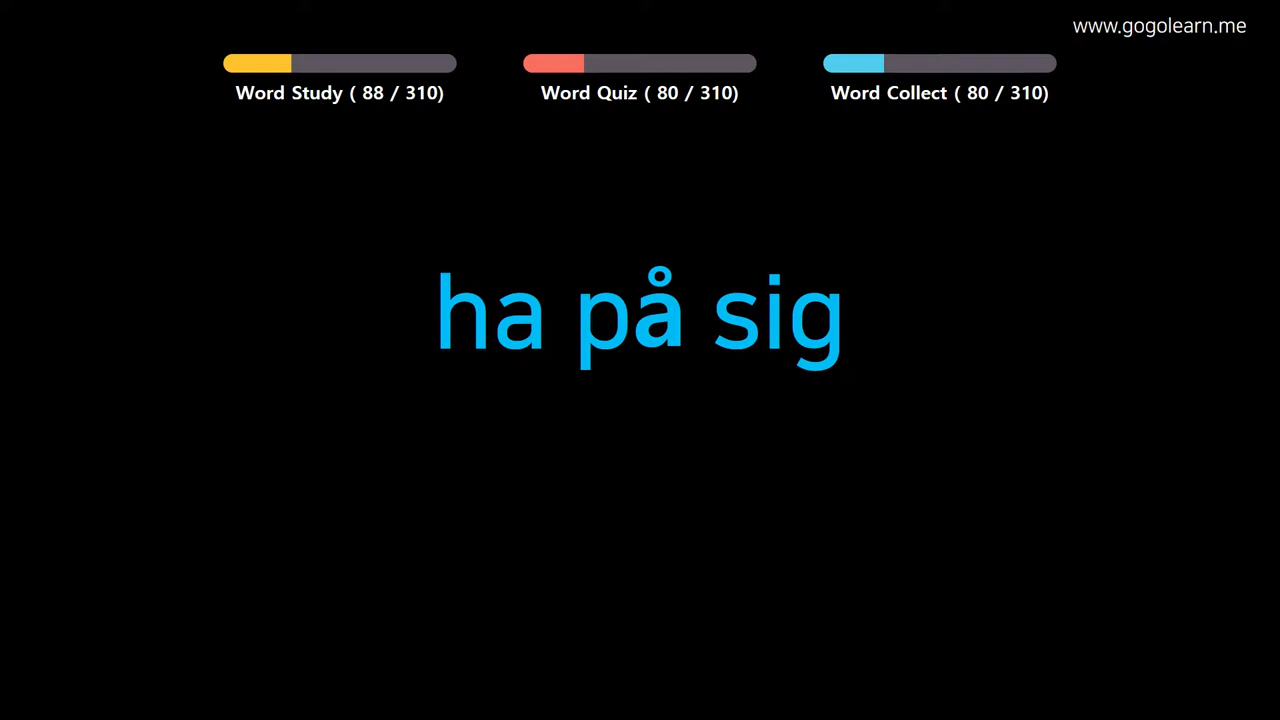 www.gogolearn.me
Word Study ( 88 / 310)
Word Quiz ( 80 / 310)
Word Collect ( 80 / 310)
ha på sig